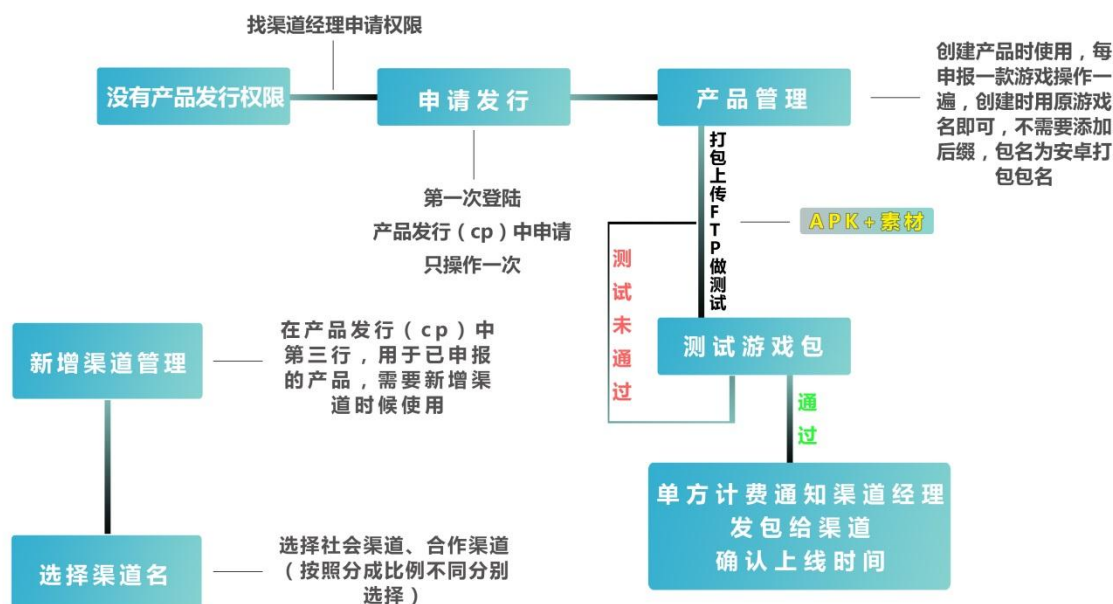 找渠道经理申请权限
没有产品发行权限
申请发行
产品管理
创建产品时使用，每
申报一款游戏操作一
遍，创建时用原游戏
名即可，不需要添加
后缀，包名为安卓打
包包名
第一次登陆
产品发行（cp）中申请
只操作一次
打包上传FTP做测试
APK+素材
测试未通过
测试游戏包
通过
单方计费通知渠道经理
发包给渠道
确认上线时间
新增渠道管理
在产品发行（cp）中
第三行，用于已申报
的产品，需要新增渠
道时候使用
选择渠道名
选择社会渠道、合作渠道
（按照分成比例不同分别
选择）